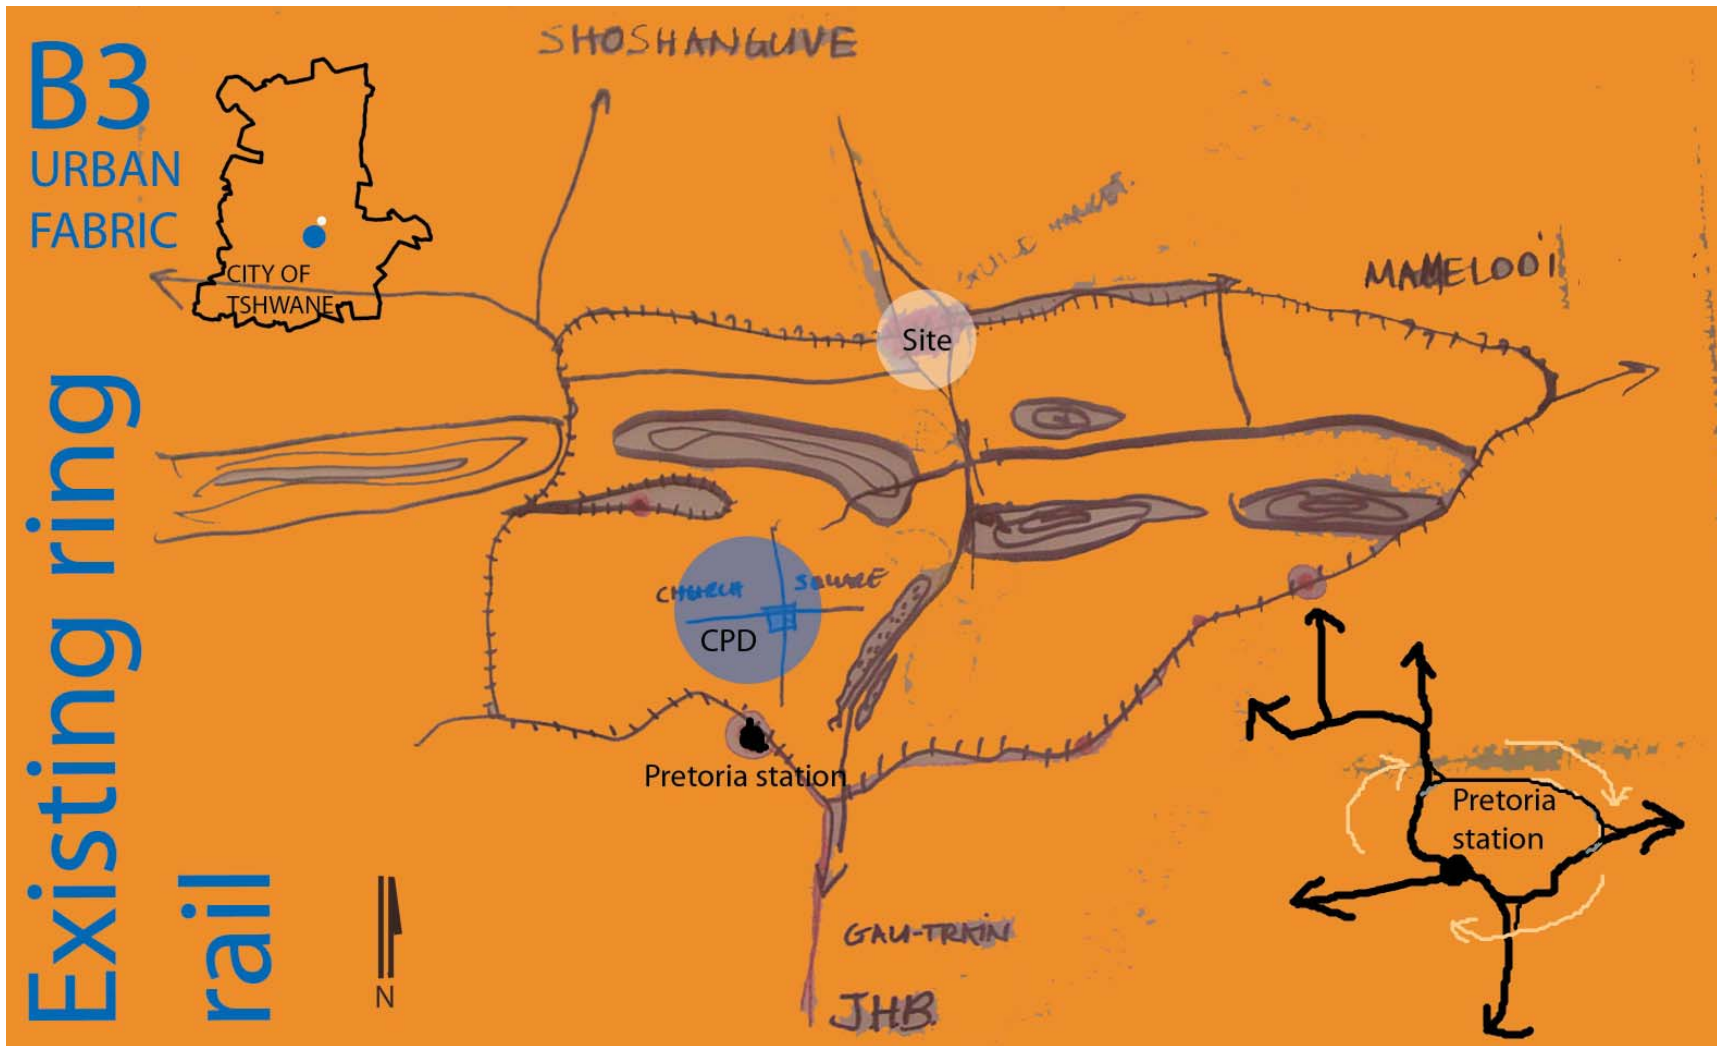 B3
URBAN
FABRIC
Existing ring
rail
CITY OF
TSHWANE
SHOSHANGUVE
MAMELODI
Site
CHURCH SQUARE
CPD
Pretoria station
Pretoria
station
GAU-TRAIN
JHB.
N